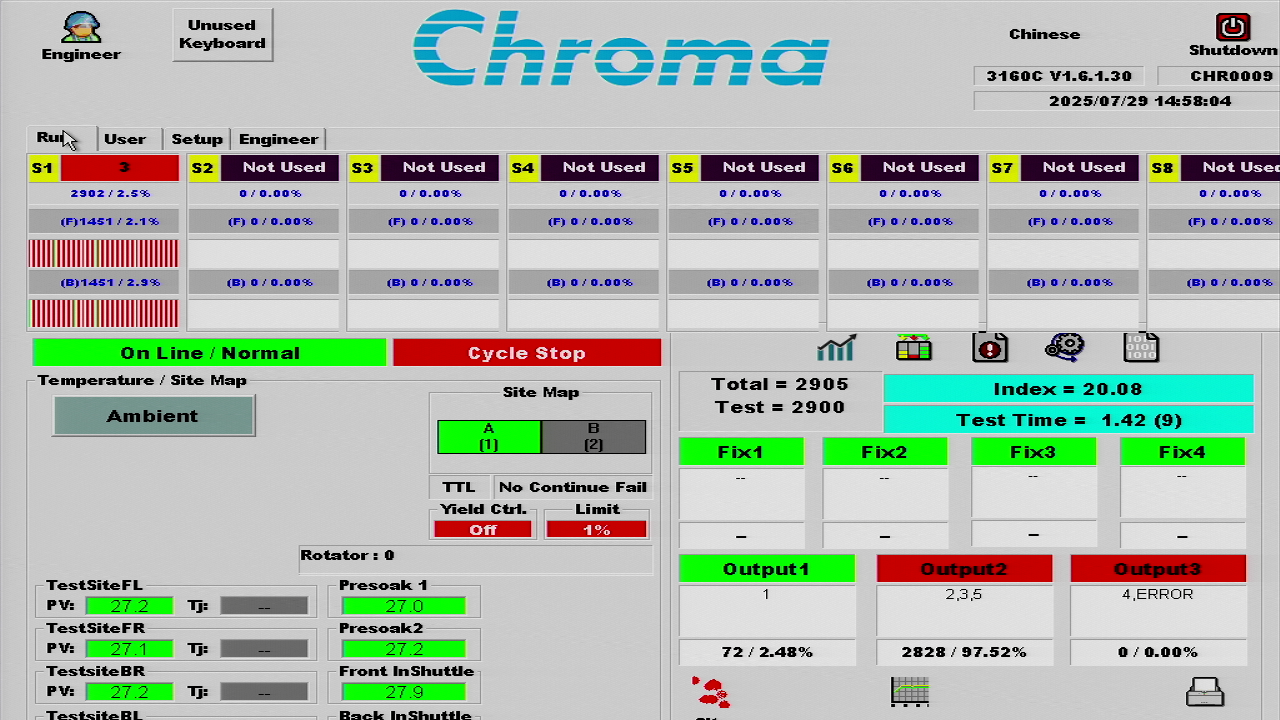 Engineer
Unused
Keyboard
Chroma
Chinese
Shutdown
3160C V1.6.1.30
CHR0009
2025/07/29 14:58:04
Run
User
Setup
Engineer
S1
3
S2
Not Used
S3
Not Used
S4
Not Used
S5
Not Used
S6
Not Used
S7
Not Used
S8
Not Us
2902 / 2.5%
0 / 0.00%
0 / 0.00%
0 / 0.00%
0 / 0.00%
0 / 0.00%
0 / 0.00%
0 / 0.00%
(F)1451 / 2.1%
(F) 0 / 0.00%
(F) 0 / 0.00%
(F) 0 / 0.00%
(F) 0 / 0.00%
(F) 0 / 0.00%
(F) 0 / 0.00%
(F) 0 / 0.00%
(B)1451 / 2.9%
(B) 0 / 0.00%
(B) 0 / 0.00%
(B) 0 / 0.00%
(B) 0 / 0.00%
(B) 0 / 0.00%
(B) 0 / 0.00%
(B) 0 / 0.00%
On Line / Normal
Cycle Stop
Temperature / Site Map
Ambient
Site Map
A
(1)
B
(2)
TTL
No Continue Fail
Yield Ctrl.
Off
Limit
1%
Rotator : 0
TestSiteFL
PV:
27.2
Tj:
--
Presoak 1
27.0
TestSiteFR
PV:
27.1
Tj:
--
Presoak2
27.2
TestsiteBR
PV:
27.2
Tj:
--
Front InShuttle
27.9
TestsiteBL
Back InShuttle
Total = 2905
Test = 2900
Index = 20.08
Test Time = 1.42 (9)
Fix1
Fix2
Fix3
Fix4
--
--
--
--
--
--
--
--
Output1
Output2
Output3
1
2,3,5
4,ERROR
72 / 2.48%
2828 / 97.52%
0 / 0.00%